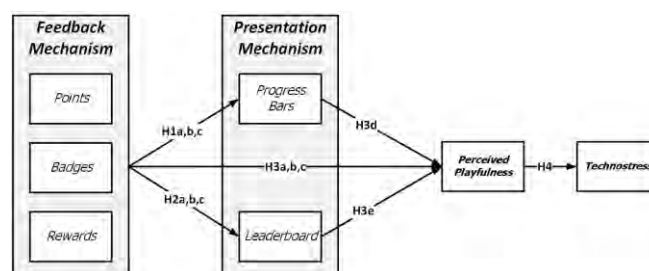 Feedback
Mechanism
Points
Badges
Rewards
Presentation
Mechanism
Progress
Bars
Leaderboard
H1a,b,c
H3a,b,c
H2a,b,c
H3d
H3e
Perceived
Playfulness
H4
Technostress